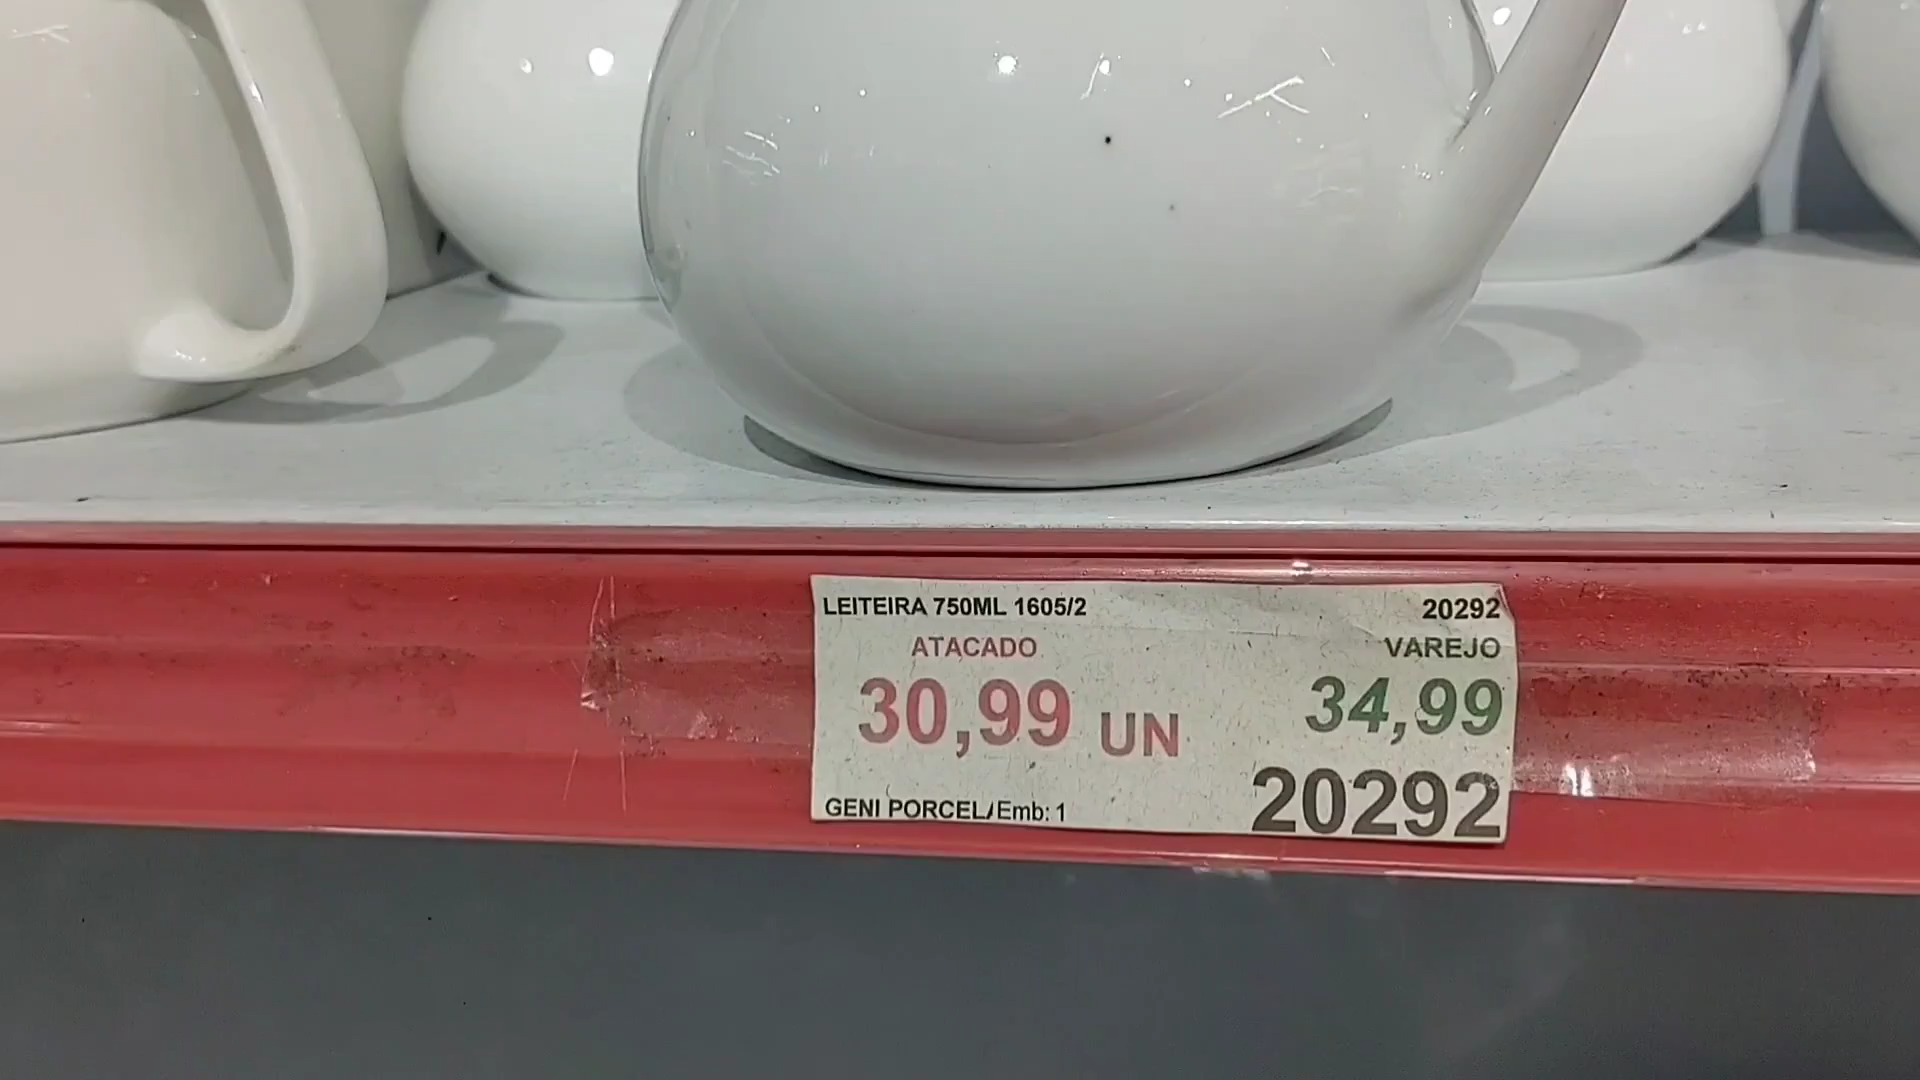 LEITEIRA 750ML 1605/2 20292
ATACADO VAREJO
30,99 UN 34,99
20292
GENI PORCEL Emb: 1